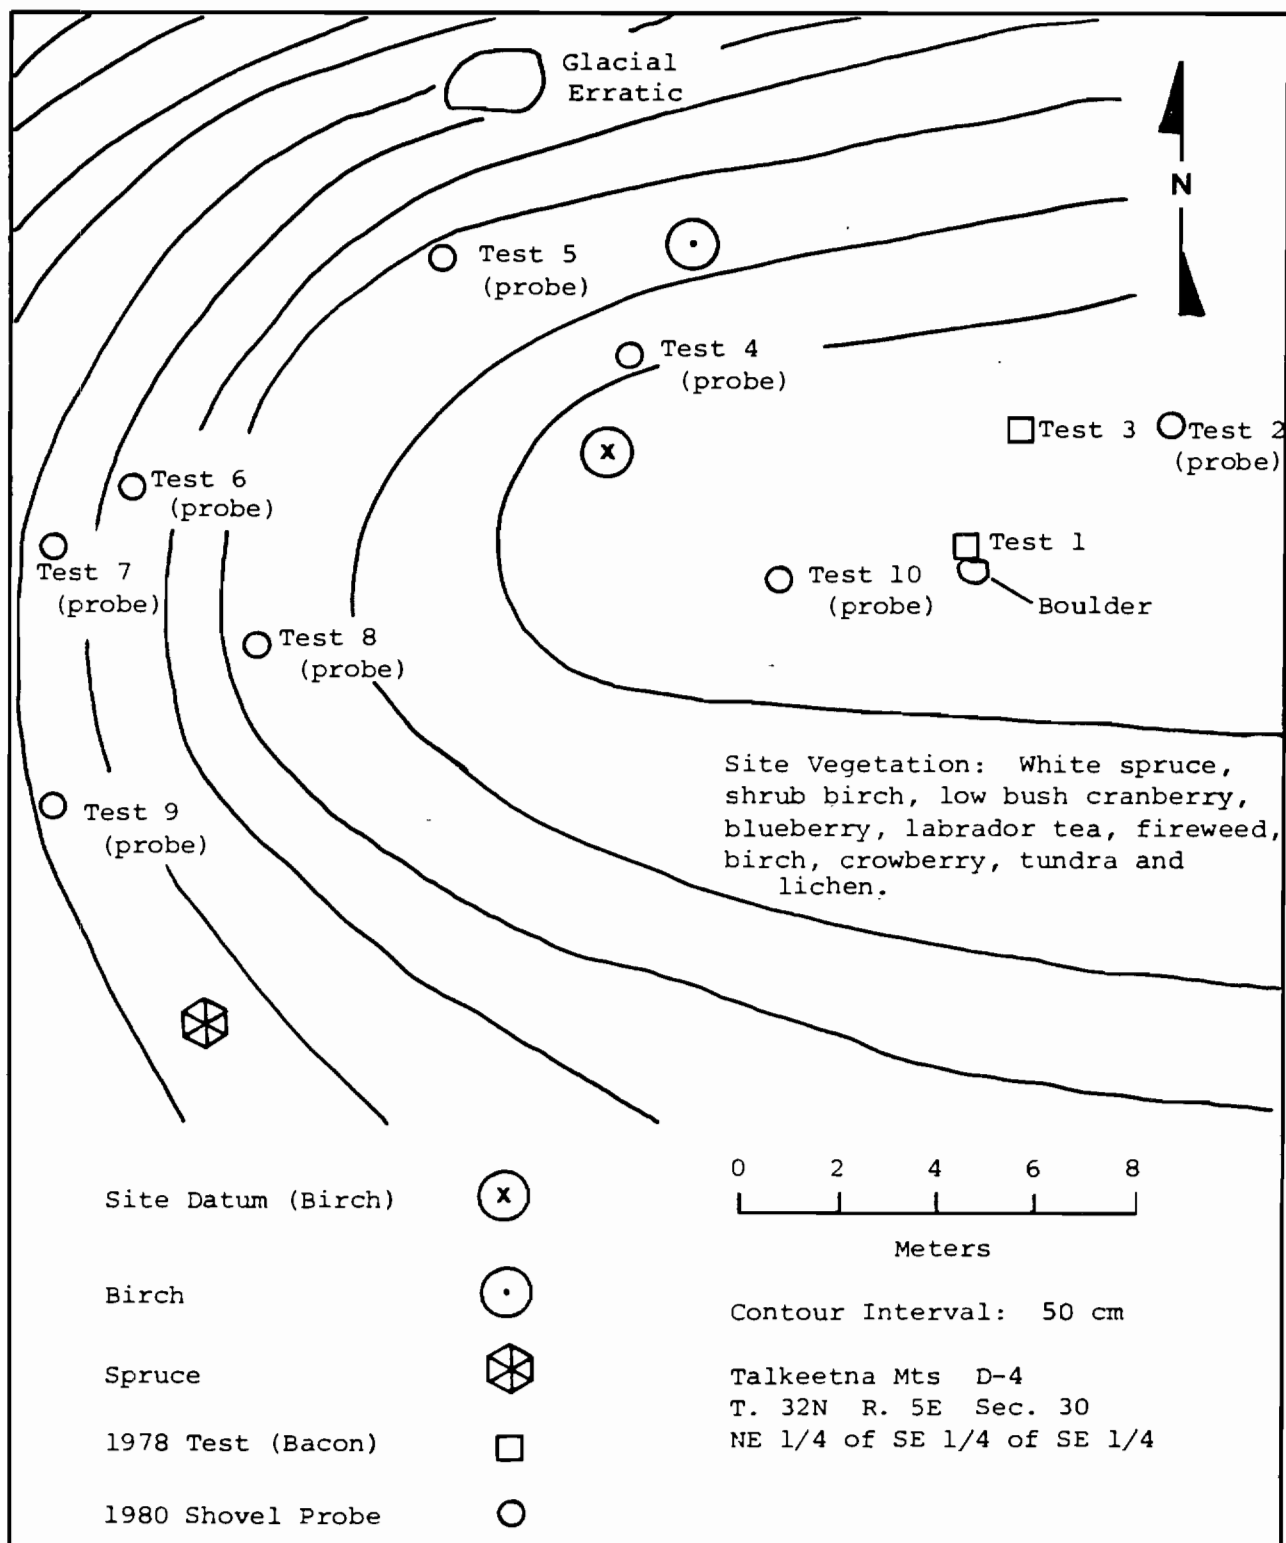 Glacial
Erratic
N
Test 5
(probe)
Test 4
(probe)
Test 3
Test 2
(probe)
Test 6
(probe)
Test 1
Test 7
(probe)
Test 10
(probe)
Boulder
Test 8
(probe)
Site Vegetation: White spruce,
shrub birch, low bush cranberry,
blueberry, labrador tea, fireweed,
birch, crowberry, tundra and
lichen.
Test 9
(probe)
Site Datum (Birch) x
Birch
Spruce
1978 Test (Bacon)
1980 Shovel Probe
0 2 4 6 8
Meters
Contour Interval: 50 cm
Talkeetna Mts D-4
T. 32N R. 5E Sec. 30
NE 1/4 of SE 1/4 of SE 1/4